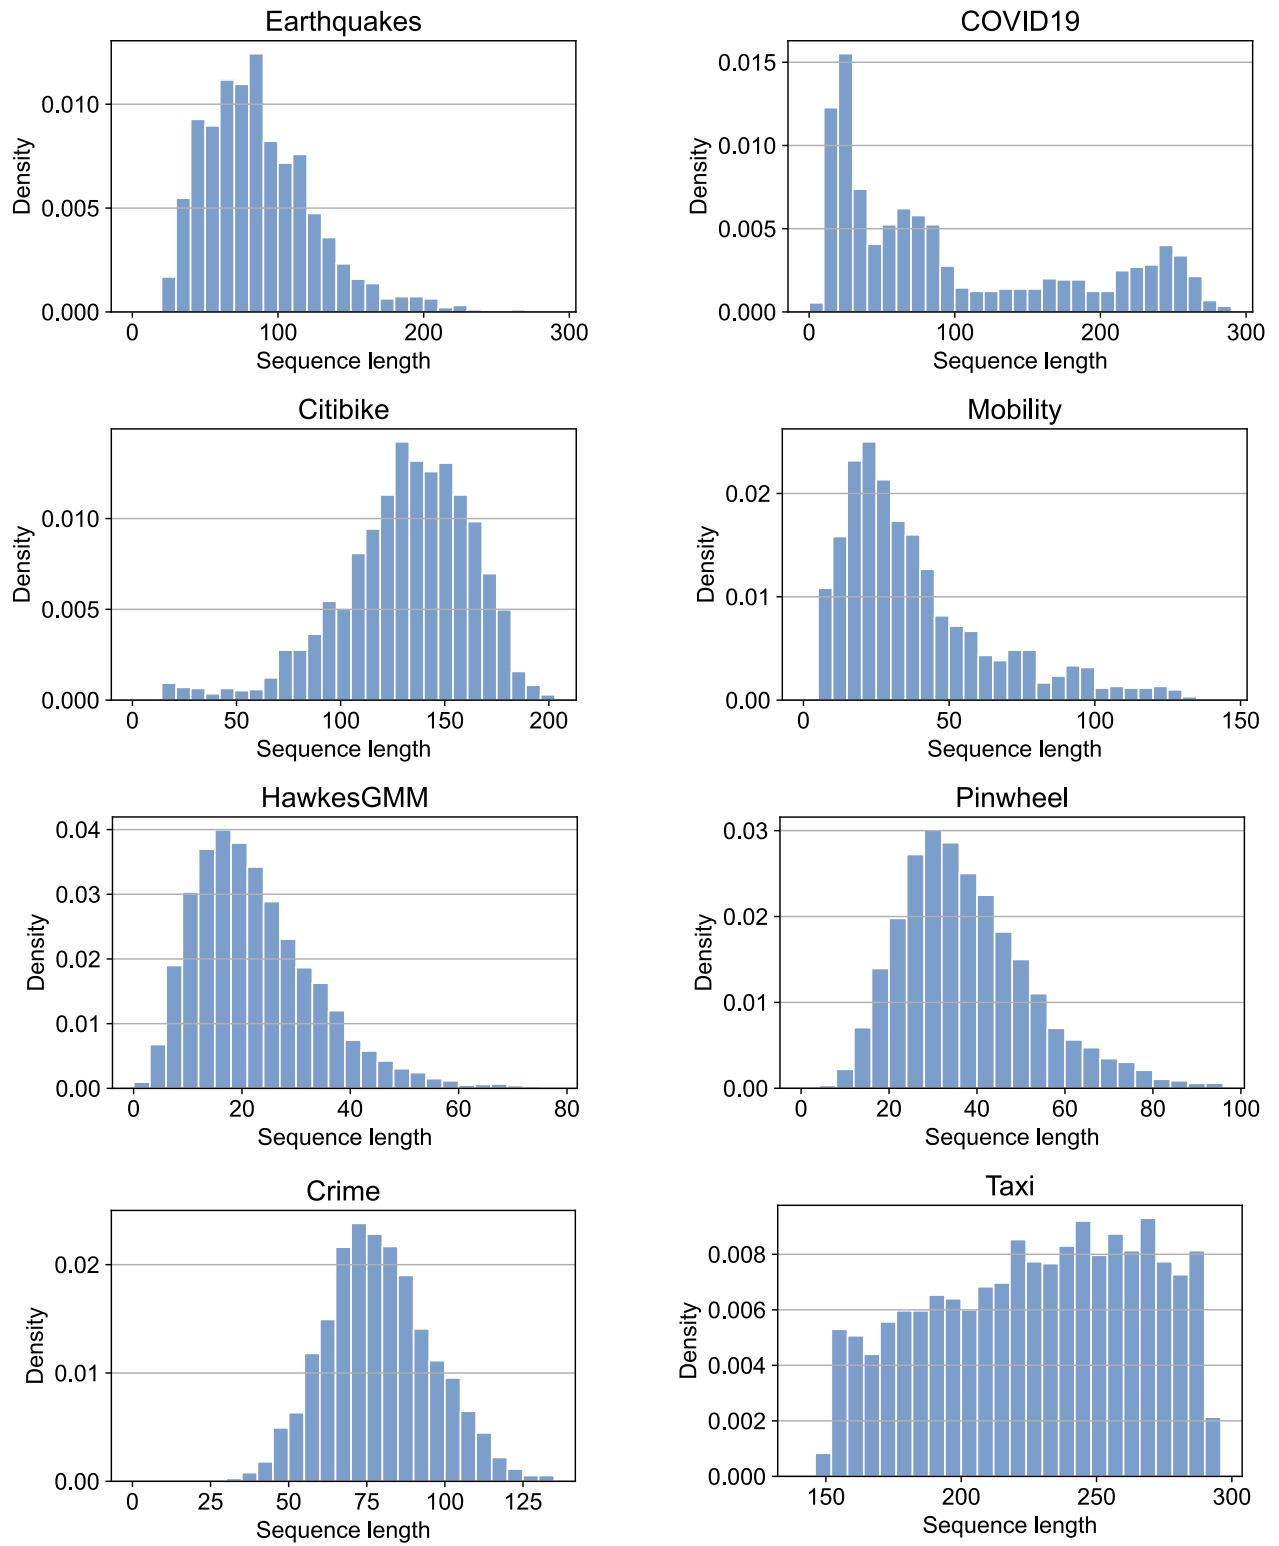 Earthquakes
Density
0.010
0.005
0.000
0 100 200 300
Sequence length
COVID19
Density
0.015
0.010
0.005
0.000
0 100 200 300
Sequence length
Citibike
Density
0.010
0.005
0.000
0 50 100 150 200
Sequence length
Mobility
Density
0.02
0.01
0.00
0 50 100 150
Sequence length
HawkesGMM
Density
0.04
0.03
0.02
0.01
0.00
0 20 40 60 80
Sequence length
Pinwheel
Density
0.03
0.02
0.01
0.00
0 20 40 60 80 100
Sequence length
Crime
Density
0.02
0.01
0.00
0 25 50 75 100 125
Sequence length
Taxi
Density
0.008
0.006
0.004
0.002
0.000
150 200 250 300
Sequence length